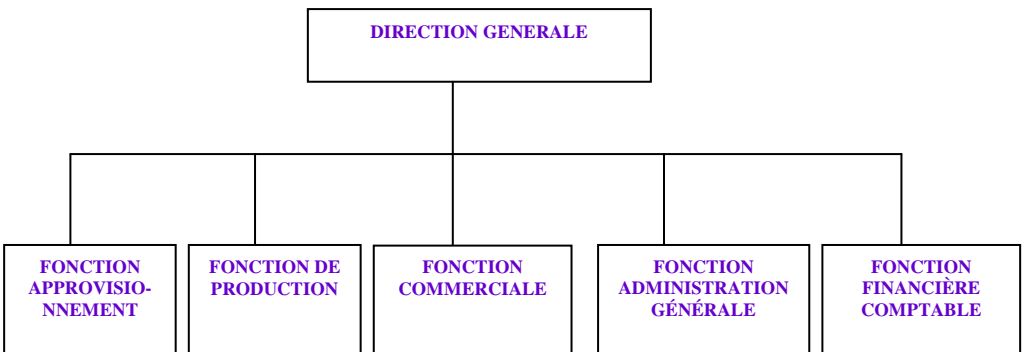 DIRECTION GENERALE
FONCTION
APPROVISIO-
NNEMENT
FONCTION DE
PRODUCTION
FONCTION
COMMERCIALE
FONCTION
ADMINISTRATION
GÉNÉRALE
FONCTION
FINANCIÈRE
COMPTABLE